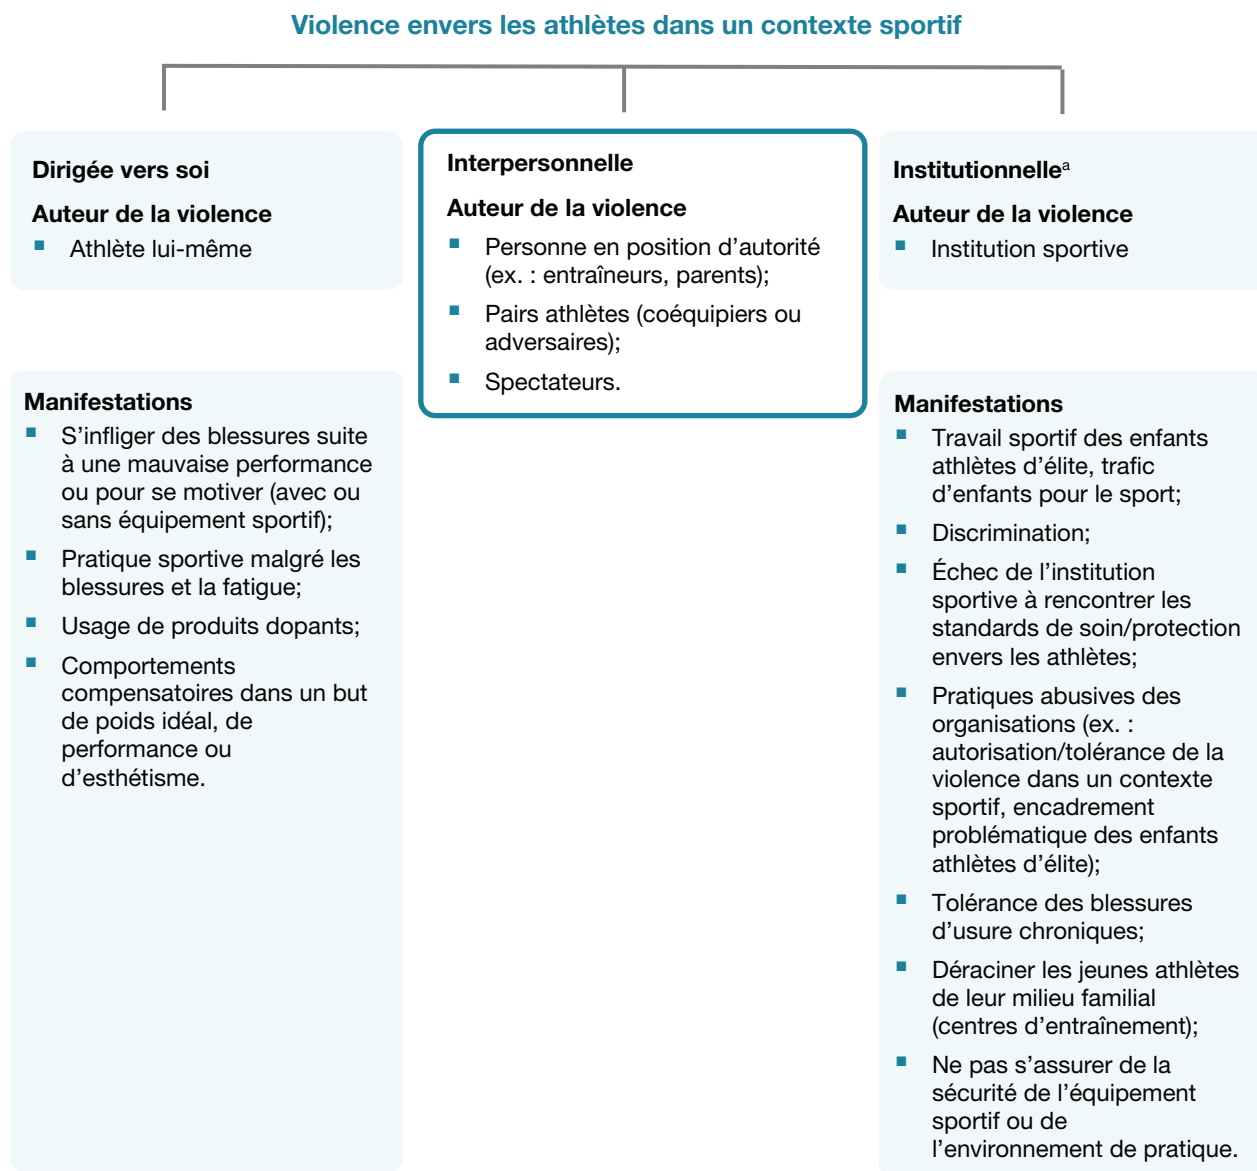 Violence envers les athlètes dans un contexte sportif
Dirigée vers soi
Auteur de la violence
▪ Athlète lui-même
Interpersonnelle
Auteur de la violence
▪ Personne en position d’autorité
(ex. : entraîneurs, parents);
▪ Pairs athlètes (coéquipiers ou
adversaires);
▪ Spectateurs.
Institutionnelleᵃ
Auteur de la violence
▪ Institution sportive
Manifestations
▪ S’infliger des blessures suite
à une mauvaise performance
ou pour se motiver (avec ou
sans équipement sportif);
▪ Pratique sportive malgré les
blessures et la fatigue;
▪ Usage de produits dopants;
▪ Comportements
compensatoires dans un but
de poids idéal, de
performance ou
d’esthétisme.
Manifestations
▪ Travail sportif des enfants
athlètes d’élite, trafic
d’enfants pour le sport;
▪ Discrimination;
▪ Échec de l’institution
sportive à rencontrer les
standards de soin/protection
envers les athlètes;
▪ Pratiques abusives des
organisations (ex. :
autorisation/tolérance de la
violence dans un contexte
sportif, encadrement
problématique des enfants
athlètes d’élite);
▪ Tolérance des blessures
d’usure chroniques;
▪ Déraciner les jeunes athlètes
de leur milieu familial
(centres d’entraînement);
▪ Ne pas s’assurer de la
sécurité de l’équipement
sportif ou de
l’environnement de pratique.